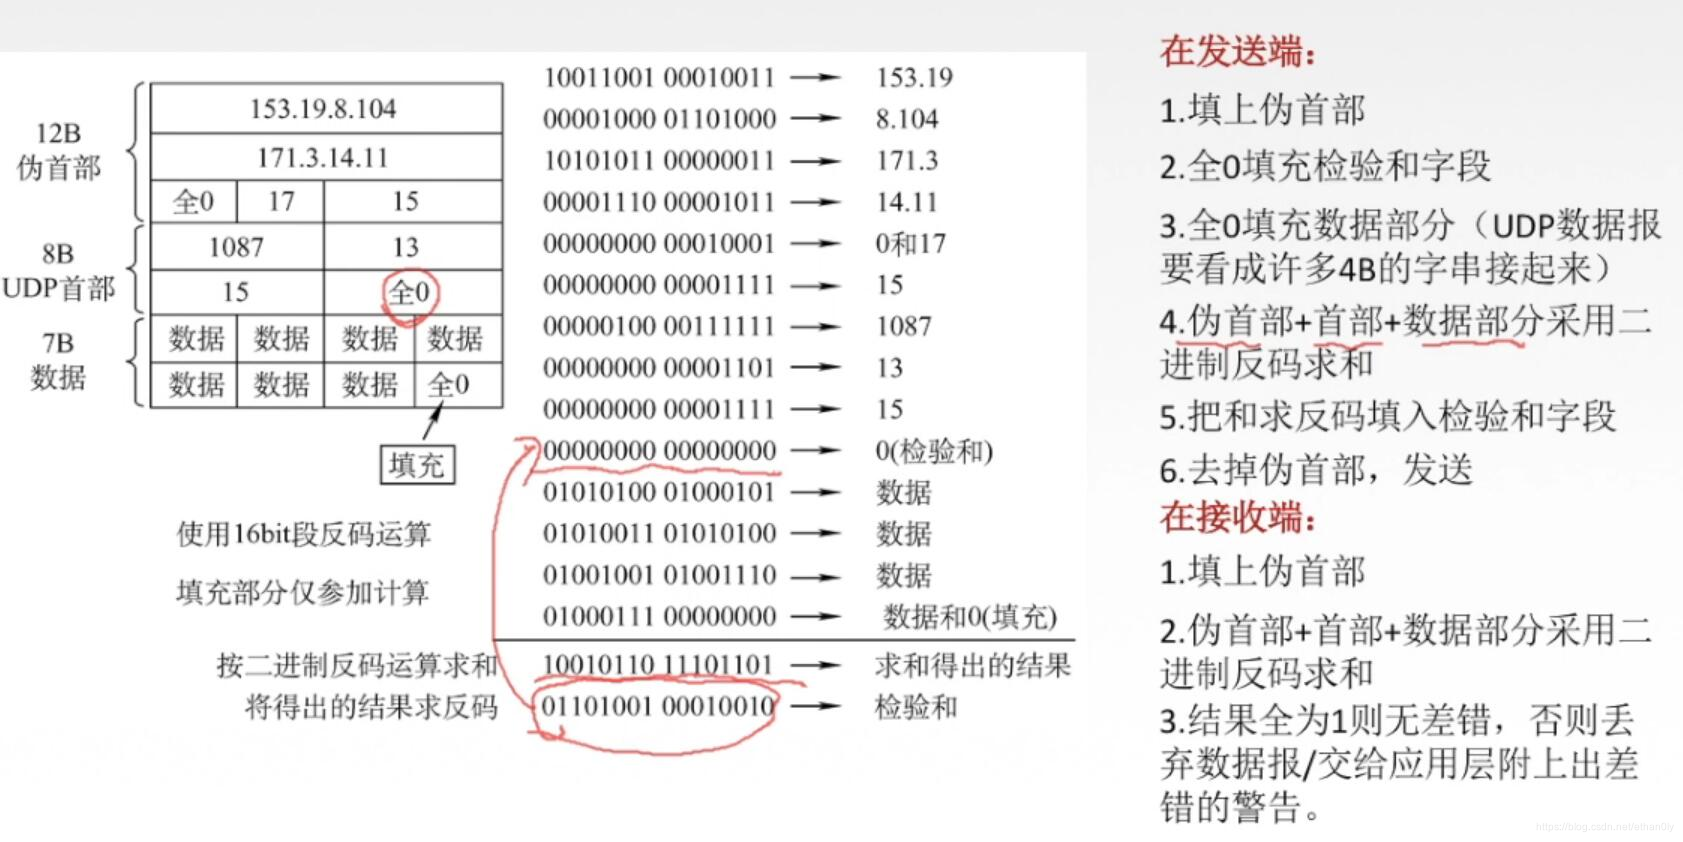 12B
伪首部
153.19.8.104
171.3.14.11
全0 17 15
8B
UDP首部
1087 13
15 全0
7B
数据
数据 数据 数据 数据
数据 数据 数据 全0
填充
使用16bit段反码运算
填充部分仅参加计算
10011001 00010011 → 153.19
00001000 01101000 → 8.104
10101011 00000011 → 171.3
00001110 00001011 → 14.11
00000000 00010001 → 0和17
00000000 00001111 → 15
00000100 00111111 → 1087
00000000 00001101 → 13
00000000 00001111 → 15
00000000 00000000 → 0(检验和)
01010100 01000101 → 数据
01010011 01010100 → 数据
01001001 01001110 → 数据
01000111 00000000 → 数据和0(填充)
按二进制反码运算求和 10010110 11101101 → 求和得出的结果
将得出的结果求反码 01101001 00010010 → 检验和
在发送端：
1.填上伪首部
2.全0填充检验和字段
3.全0填充数据部分（UDP数据报
要看成许多4B的字串接起来）
4.伪首部+首部+数据部分采用二
进制反码求和
5.把和求反码填入检验和字段
6.去掉伪首部，发送
在接收端：
1.填上伪首部
2.伪首部+首部+数据部分采用二
进制反码求和
3.结果全为1则无差错，否则丢
弃数据报/交给应用层附上出差
错的警告。
https://blog.csdn.net/ethan0ly